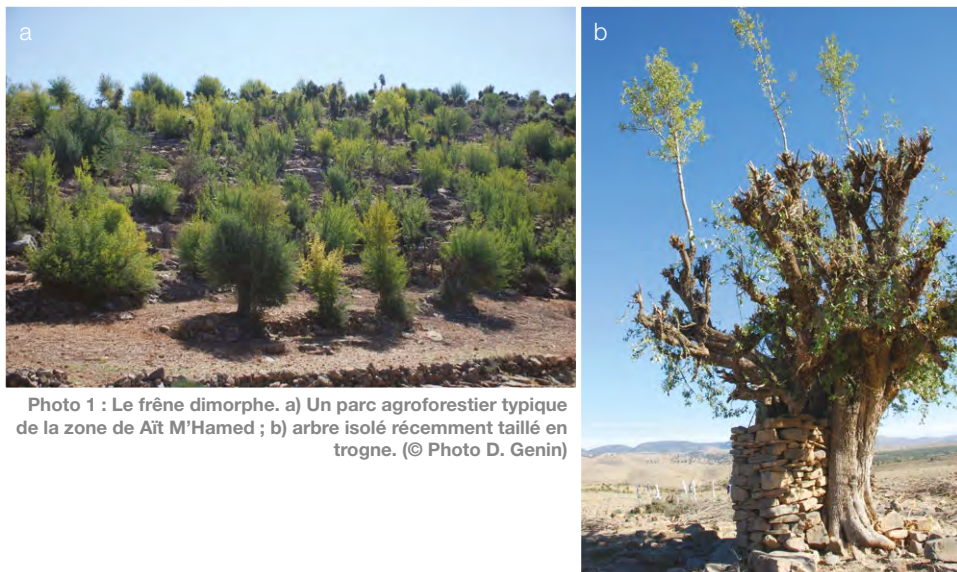 a
b
Photo 1 : Le frêne dimorphe. a) Un parc agroforestier typique
de la zone de Aït M'Hamed ; b) arbre isolé récemment taillé en
trogne. (© Photo D. Genin)